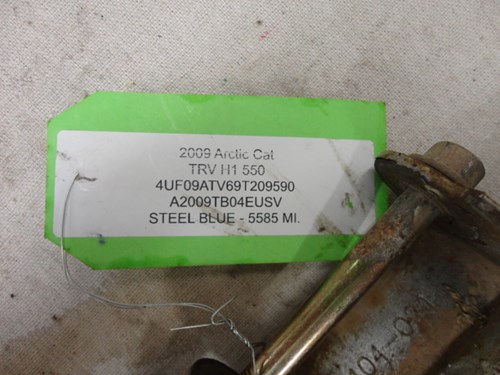 2009 Arctic Cat
TRV H1 550
4UF09ATV69T209590
A2009TB04EUSV
STEEL BLUE - 5585 MI.